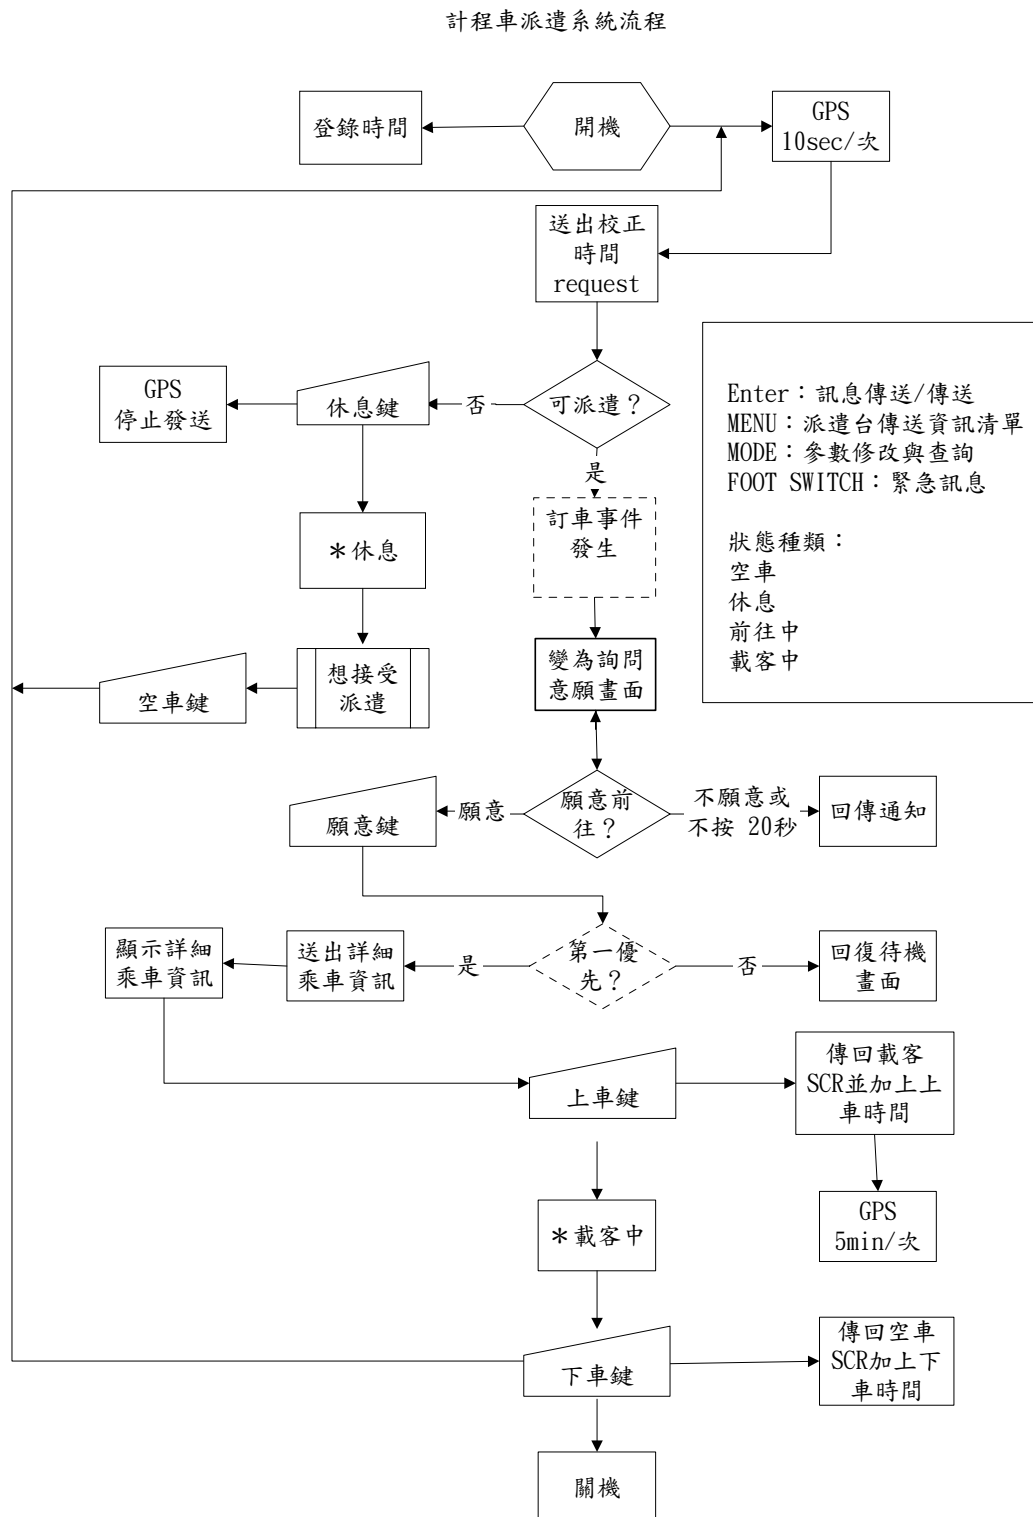 計程車派遣系統流程
登錄時間
開機
GPS
10sec/次
送出校正
時間
request
GPS
停止發送
休息鍵
否
可派遣？
是
Enter：訊息傳送/傳送
MENU：派遣台傳送資訊清單
MODE：參數修改與查詢
FOOT SWITCH：緊急訊息
狀態種類：
空車
休息
前往中
載客中
訂車事件
發生
＊休息
變為詢問
意願畫面
想接受
派遣
空車鍵
願意鍵
願意
願意前
往？
不願意或
不按 20秒
回傳通知
顯示詳細
乘車資訊
送出詳細
乘車資訊
是
第一優
先？
否
回復待機
畫面
上車鍵
傳回載客
SCR並加上上
車時間
＊載客中
GPS
5min/次
下車鍵
傳回空車
SCR加上下
車時間
關機